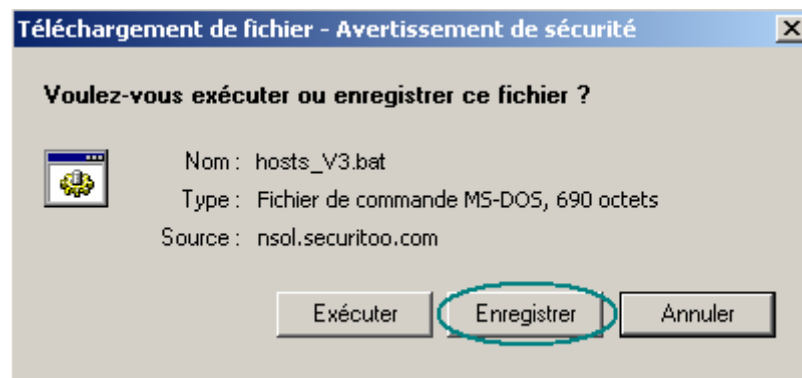 Téléchargement de fichier - Avertissement de sécurité
Voulez-vous exécuter ou enregistrer ce fichier ?
Nom : hosts_V3.bat
Type : Fichier de commande MS-DOS, 690 octets
Source : nsol.securitoo.com
Exécuter Enregistrer Annuler